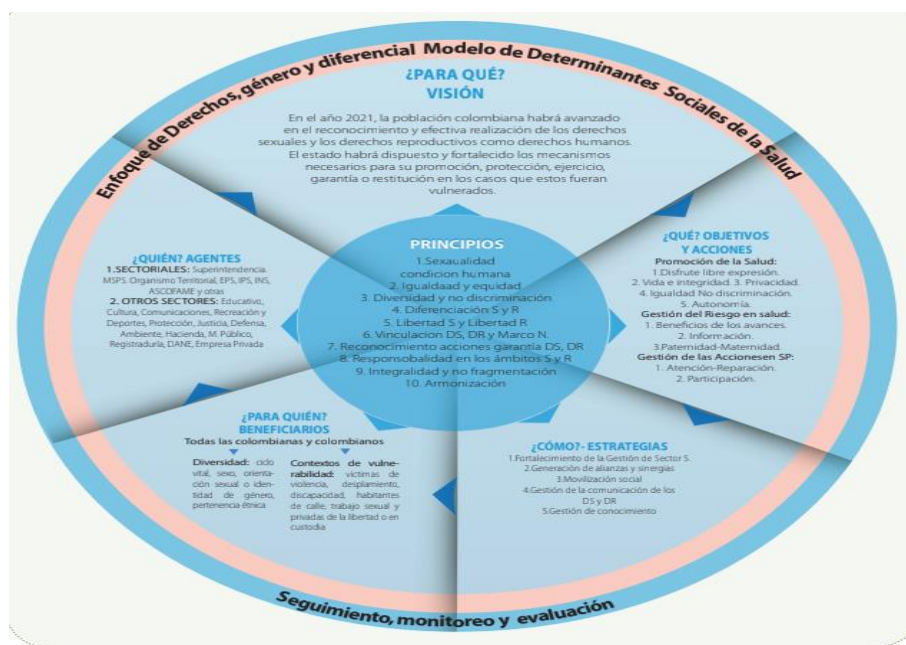 Enfoque de Derechos, género y diferencial Modelo de Determinantes Sociales de la Salud
¿PARA QUÉ?
VISIÓN
En el año 2021, la población colombiana habrá avanzado
en el reconocimiento y efectiva realización de los derechos
sexuales y los derechos reproductivos como derechos humanos.
El estado habrá dispuesto y fortalecido los mecanismos
necesarios para su promoción, protección, ejercicio,
garantía o restitución en los casos que estos fueran
vulnerados.
¿QUÉ? OBJETIVOS
Y ACCIONES
Promoción de la Salud:
1.Disfrute libre expresión.
2. Vida e integridad. 3. Privacidad.
4. Igualdad No discriminación.
5. Autonomía.
Gestión del Riesgo en salud:
1. Beneficios de los avances.
2. Información.
3.Paternidad-Maternidad.
Gestión de las Accionesen SP:
1. Atención-Reparación.
2. Participación.
¿CÓMO?- ESTRATEGIAS
1.Fortalecimiento de la Gestión de Sector S.
2.Generación de alianzas y sinergias
3.Movilización social
4.Gestión de la comunicación de los
DS y DR
5.Gestión de conocimiento
¿PARA QUIÉN?
BENEFICIARIOS
Todas las colombianas y colombianos
Diversidad: ciclo
vital, sexo, orienta-
ción sexual o iden-
tidad de género,
pertenencia étnica
Contextos de vulne-
rabilidad: víctimas de
violencia, desplamiento,
discapacidad, habitantes
de calle, trabajo sexual y
privadas de la libertad o en
custodia
¿QUIÉN? AGENTES
1.SECTORIALES: Superintendencia.
MSPS. Organismo Territorial, EPS, IPS, INS,
ASCOFAME y otras
2. OTROS SECTORES: Educativo,
Cultura, Comunicaciones, Recreación y
Deportes, Protección, Justicia, Defensa,
Ambiente, Hacienda, M. Público,
Registraduría, DANE, Empresa Privada
PRINCIPIOS
1.Sexaualidad
condicion humana
2. Igualdaad y equidad
3. Diversidad y no discriminación
4. Diferenciación S y R
5. Libertad S y Libertad R
6. Vinculacion DS, DR y Marco N.
7. Reconocimiento acciones garantía DS, DR
8. Responsobalidad en los ámbitos S y R
9. Integralidad y no fragmentación
10. Armonización
Seguimiento, monitoreo y evaluación